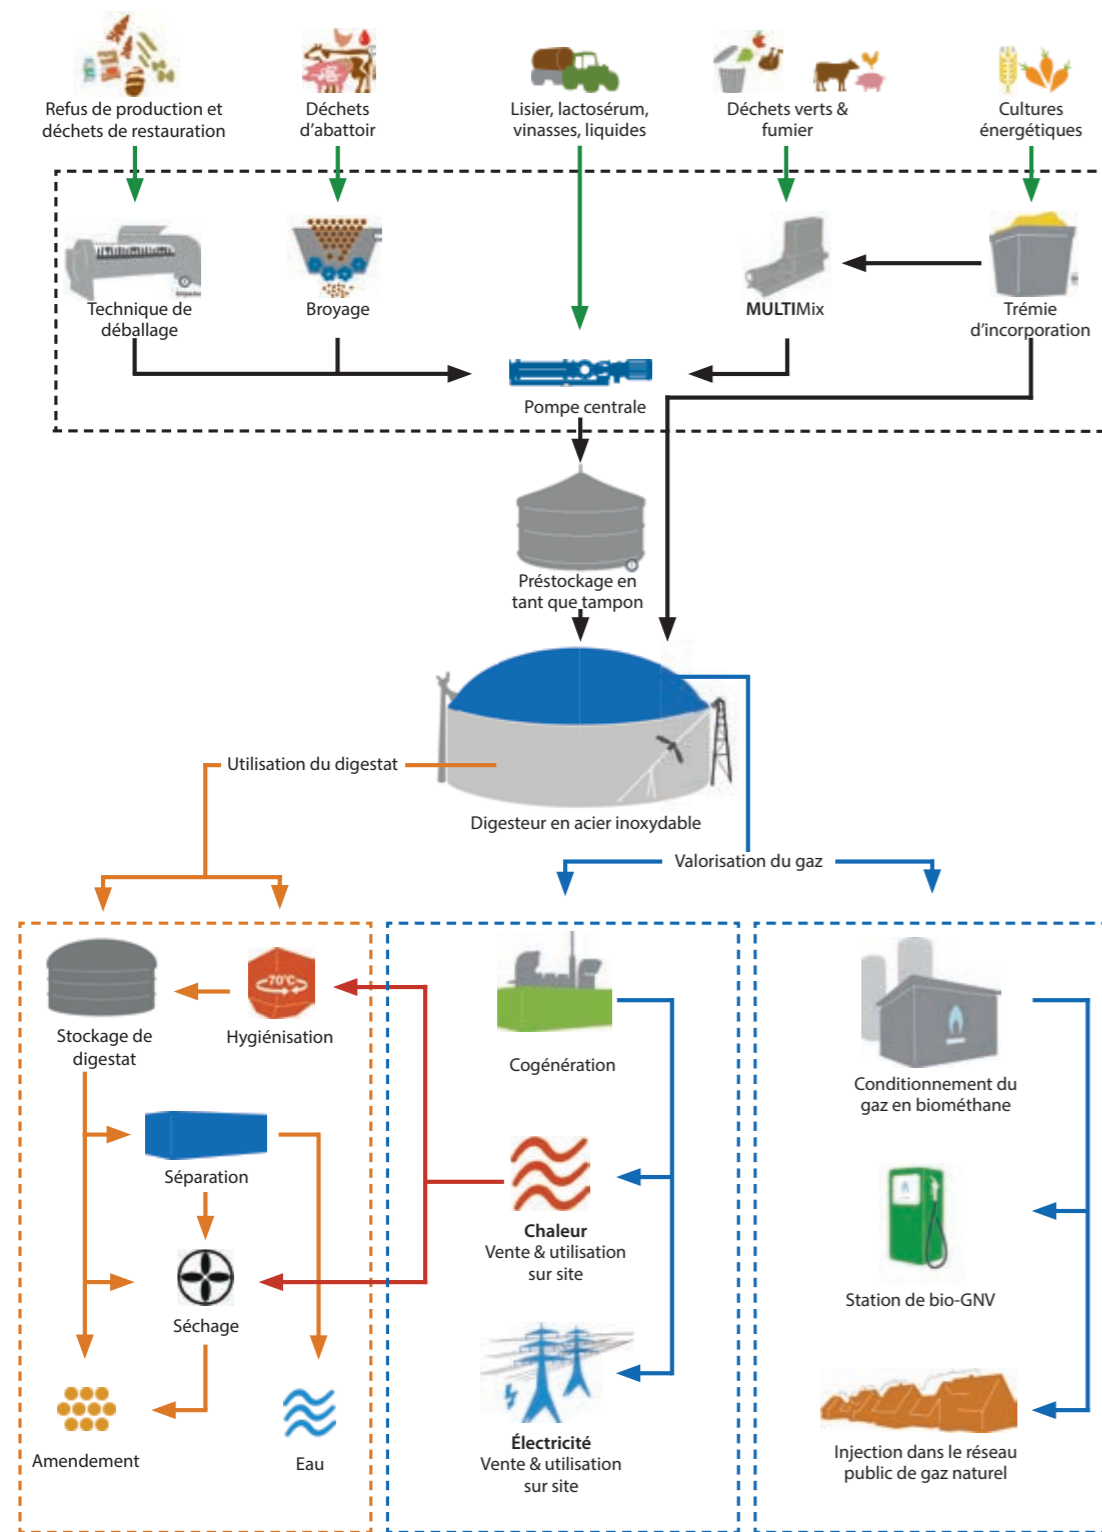 Refus de production et
déchets de restauration
Déchets
d'abattoir
Lisier, lactosérum,
vinasses, liquides
Déchets verts &
fumier
Cultures
énergétiques
Technique de
déballage
Broyage
MULTIMix
Trémie
d'incorporation
Pompe centrale
Préstockage en
tant que tampon
Utilisation du digestat
Digesteur en acier inoxydable
Valorisation du gaz
70°C
Stockage de
digestat
Hygiénisation
Cogénération
Conditionnement du
gaz en biométhane
Séparation
Chaleur
Vente & utilisation
sur site
Station de bio-GNV
Séchage
Amendement
Eau
Électricité
Vente & utilisation
sur site
Injection dans le réseau
public de gaz naturel